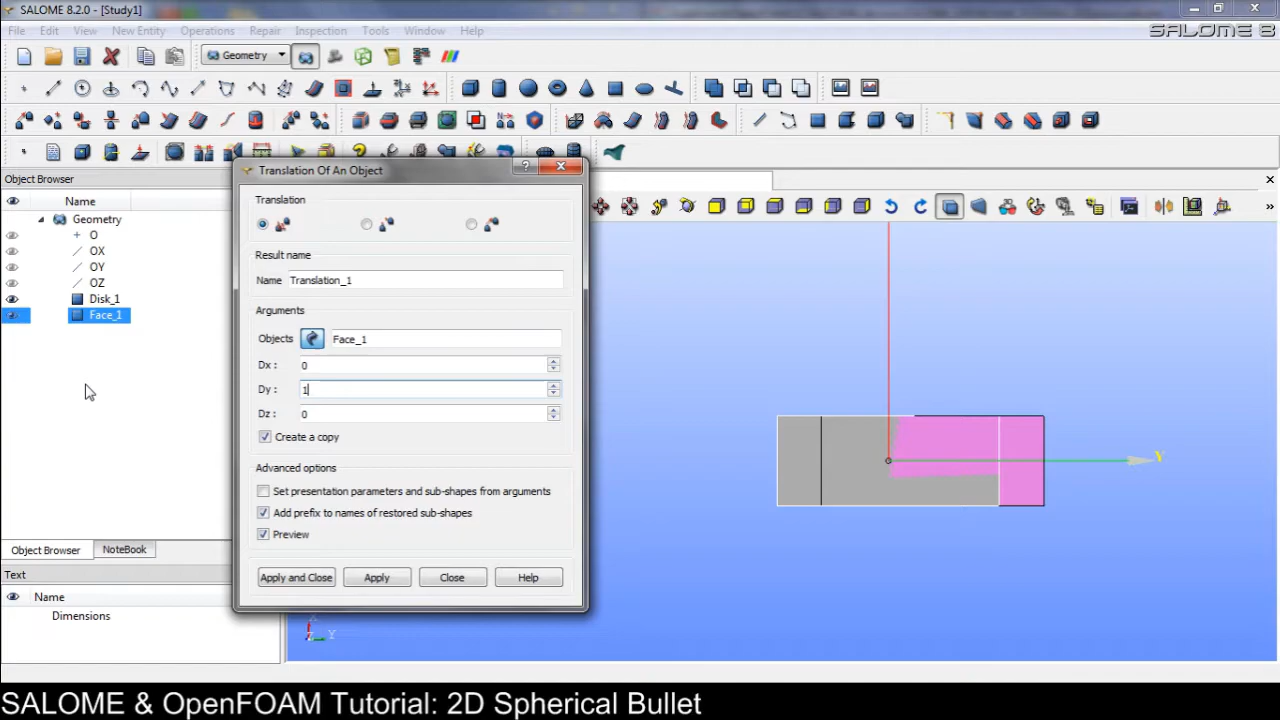 SALOME 8.2.0 - [Study1]
File Edit View New Entity Operations Repair Inspection Tools Window Help
SALOME 8
Geometry
Object Browser
Name
Geometry
O
OX
OY
OZ
Disk_1
Face_1
Object Browser NoteBook
Text
Name
Dimensions
Translation Of An Object
Translation
Result name
Name Translation_1
Arguments
Objects Face_1
Dx : 0
Dy : 1
Dz : 0
Create a copy
Advanced options
Set presentation parameters and sub-shapes from arguments
Add prefix to names of restored sub-shapes
Preview
Apply and Close Apply Close Help
Y
X
Z Y
SALOME & OpenFOAM Tutorial: 2D Spherical Bullet